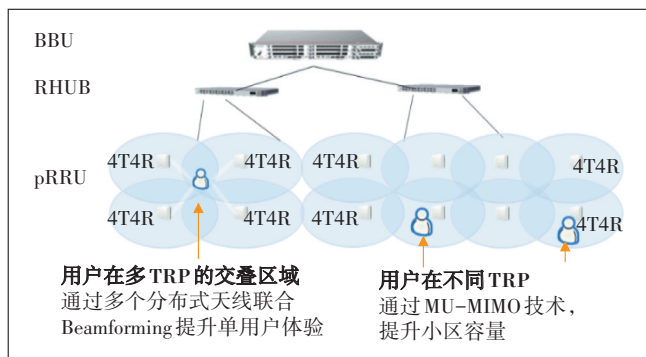 BBU
RHUB
4T4R 4T4R 4T4R 4T4R
pRRU
4T4R 4T4R 4T4R 4T4R
用户在多TRP的交叠区域
通过多个分布式天线联合
Beamforming提升单用户体验
用户在不同TRP
通过MU-MIMO技术，
提升小区容量